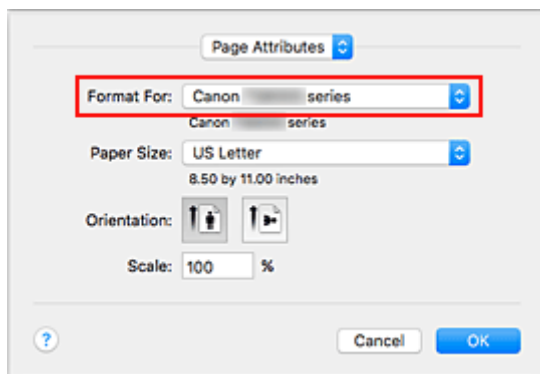 Page Attributes
Format For: Canon series
Canon series
Paper Size: US Letter
8.50 by 11.00 inches
Orientation:
Scale: 100 %
? Cancel OK